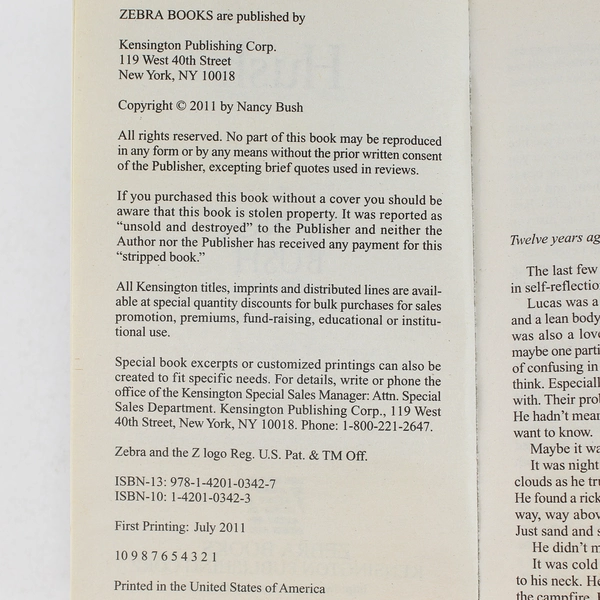 ZEBRA BOOKS are published by
Kensington Publishing Corp.
119 West 40th Street
New York, NY 10018
Copyright © 2011 by Nancy Bush
All rights reserved. No part of this book may be reproduced
in any form or by any means without the prior written consent
of the Publisher, excepting brief quotes used in reviews.
If you purchased this book without a cover you should be
aware that this book is stolen property. It was reported as
“unsold and destroyed” to the Publisher and neither the
Author nor the Publisher has received any payment for this
“stripped book.”
All Kensington titles, imprints and distributed lines are avail-
able at special quantity discounts for bulk purchases for sales
promotion, premiums, fund-raising, educational or institu-
tional use.
Special book excerpts or customized printings can also be
created to fit specific needs. For details, write or phone the
office of the Kensington Special Sales Manager: Attn. Special
Sales Department. Kensington Publishing Corp., 119 West
40th Street, New York, NY 10018. Phone: 1-800-221-2647.
Zebra and the Z logo Reg. U.S. Pat. & TM Off.
ISBN-13: 978-1-4201-0342-7
ISBN-10: 1-4201-0342-3
First Printing: July 2011
10 9 8 7 6 5 4 3 2 1
Printed in the United States of America
Twelve years ag
The last few
in self-reflectio
Lucas was a
and a lean body
was also a lov
maybe one parti
of confusing in
think. Especiall
with. Their prol
He hadn’t mear
want to know.
Maybe it wa
It was night
clouds as he tr
He found a rick
way, way abov
Just sand and s
He didn’t m
It was cold
to his neck. He
the campfire.